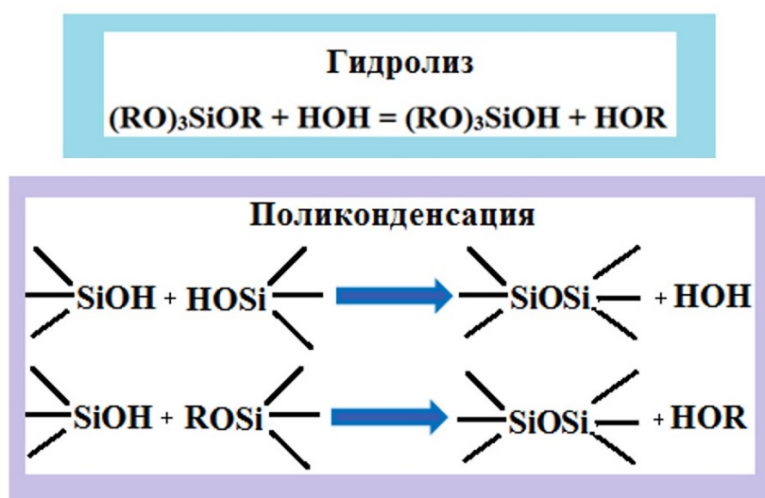 Гидролиз
(RO)₃SiOR + HOH = (RO)₃SiOH + HOR
Поликонденсация
SiOH + HOSi SiOSi + HOH
SiOH + ROSi SiOSi + HOR